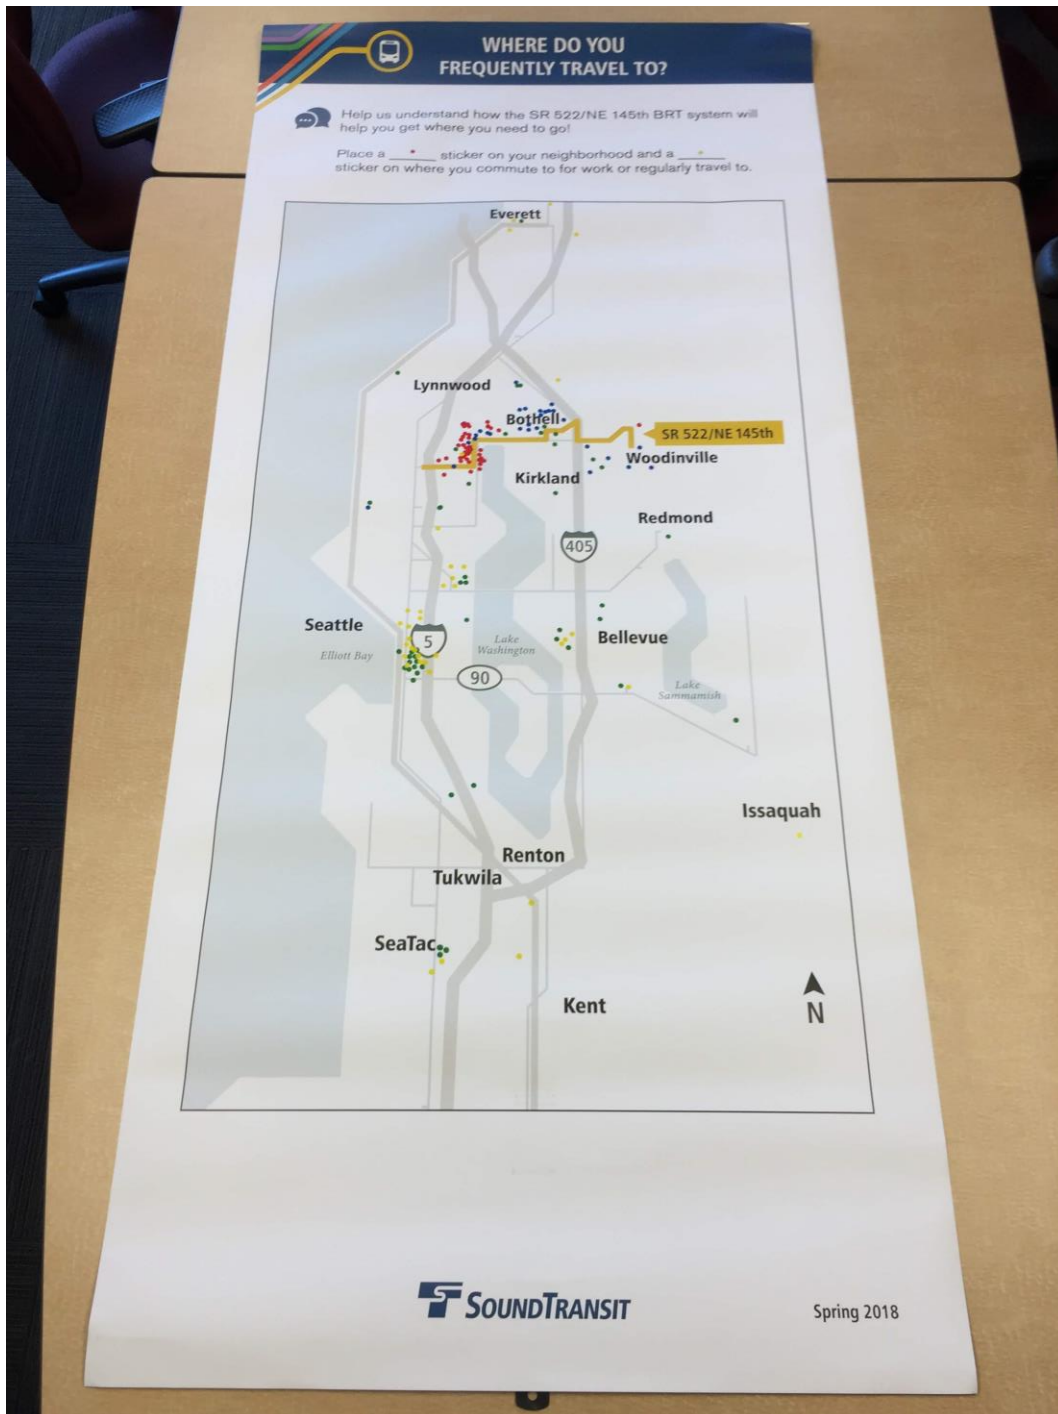 WHERE DO YOU
FREQUENTLY TRAVEL TO?
Help us understand how the SR 522/NE 145th BRT system will
help you get where you need to go!
Place a ______ sticker on your neighborhood and a ______
sticker on where you commute to for work or regularly travel to.
Everett
Lynnwood
Bothell
SR 522/NE 145th
Woodinville
Kirkland
Redmond
405
Seattle
5
Lake
Washington
Bellevue
Elliott Bay
90
Lake
Sammamish
Issaquah
Renton
Tukwila
SeaTac
Kent
N
SOUNDTRANSIT
Spring 2018